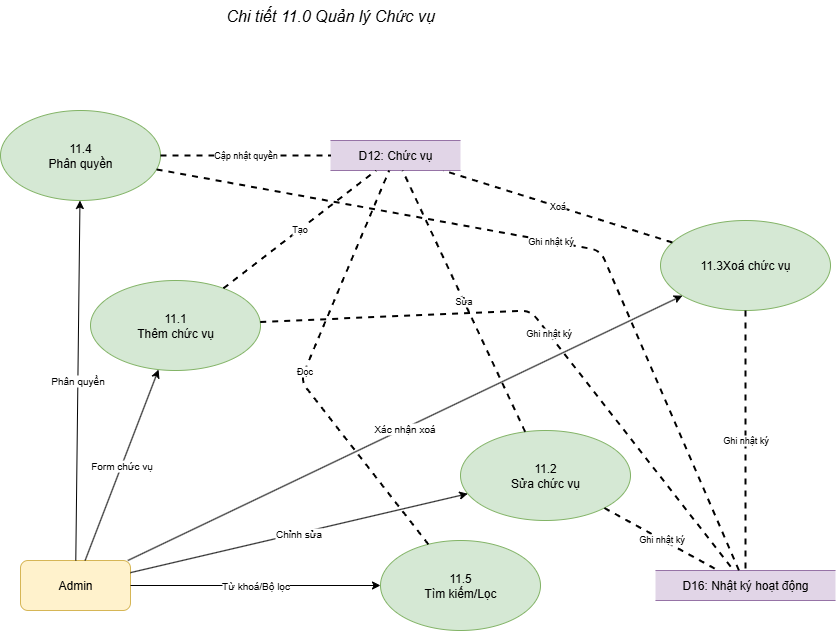 Chi tiết 11.0 Quản lý Chức vụ
11.4
Phân quyền
Cập nhật quyền
D12: Chức vụ
Xoá
Tạo
Ghi nhật ký
11.3Xoá chức vụ
11.1
Thêm chức vụ
Sửa
Ghi nhật ký
Đọc
Phân quyền
Xác nhận xoá
Ghi nhật ký
Form chức vụ
11.2
Sửa chức vụ
Chỉnh sửa
Ghi nhật ký
Admin
Từ khoá/Bộ lọc
11.5
Tìm kiếm/Lọc
D16: Nhật ký hoạt động